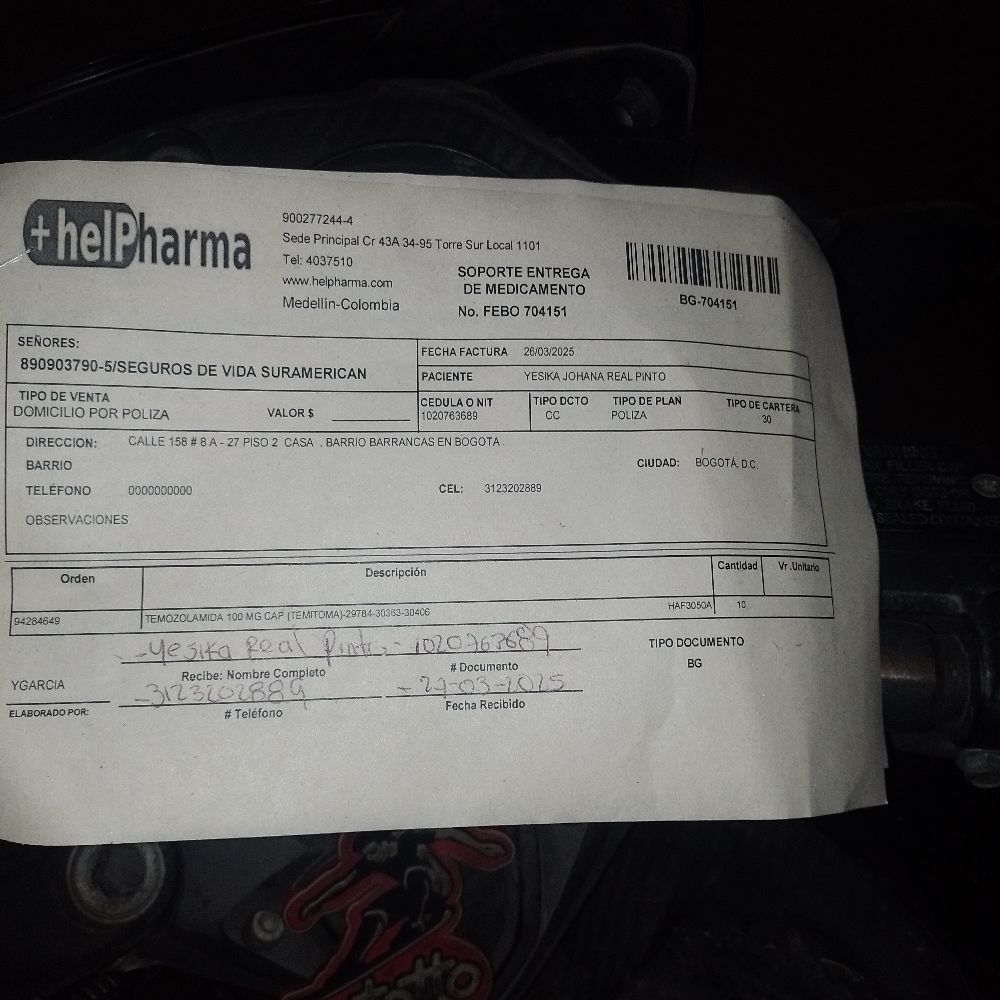 +helPharma
900277244-4
Sede Principal Cr 43A 34-95 Torre Sur Local 1101
Tel: 4037510
www.helpharma.com
Medellín-Colombia
SOPORTE ENTREGA
DE MEDICAMENTO
No. FEBO 704151
BG-704151
SEÑORES:
890903790-5/SEGUROS DE VIDA SURAMERICAN
FECHA FACTURA 26/03/2025
PACIENTE YESIKA JOHANA REAL PINTO
TIPO DE VENTA
DOMICILIO POR POLIZA VALOR $
CEDULA O NIT TIPO DCTO TIPO DE PLAN TIPO DE CARTERA
1020763689 CC POLIZA 30
DIRECCION: CALLE 158 # 8 A - 27 PISO 2 CASA . BARRIO BARRANCAS EN BOGOTA
BARRIO CIUDAD: BOGOTÁ, D.C.
TELÉFONO 0000000000 CEL: 3123202889
OBSERVACIONES
Orden Descripción Cantidad Vr .Unitario
94284649 TEMOZOLAMIDA 100 MG CAP (TEMITOMA)-29784-30363-30406 HAF3050A 10
-Yesika Real Pinto - 1020763689
Recibe: Nombre Completo # Documento
TIPO DOCUMENTO
BG
YGARCIA -3123202889 -27-03-2025
ELABORADO POR: # Teléfono Fecha Recibido
WARNING
SEALED CONTAINE
totto